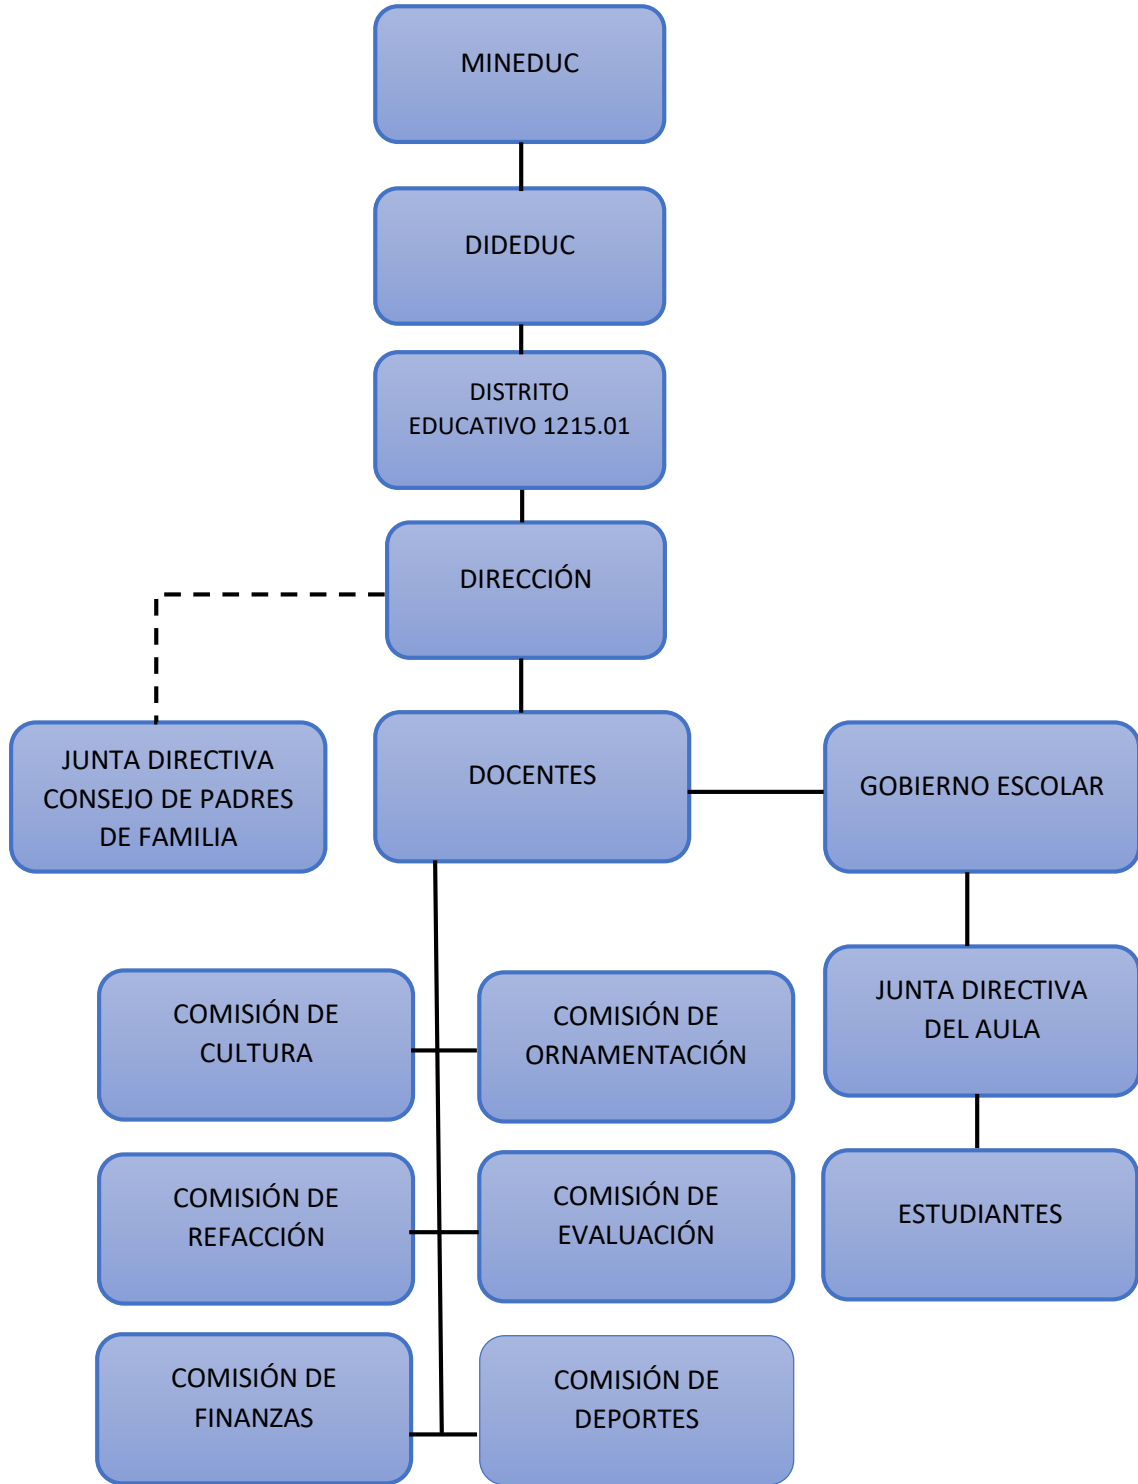 MINEDUC
DIDEDUC
DISTRITO
EDUCATIVO 1215.01
DIRECCIÓN
JUNTA DIRECTIVA
CONSEJO DE PADRES
DE FAMILIA
DOCENTES
GOBIERNO ESCOLAR
COMISIÓN DE
CULTURA
COMISIÓN DE
ORNAMENTACIÓN
JUNTA DIRECTIVA
DEL AULA
COMISIÓN DE
REFACCIÓN
COMISIÓN DE
EVALUACIÓN
ESTUDIANTES
COMISIÓN DE
FINANZAS
COMISIÓN DE
DEPORTES